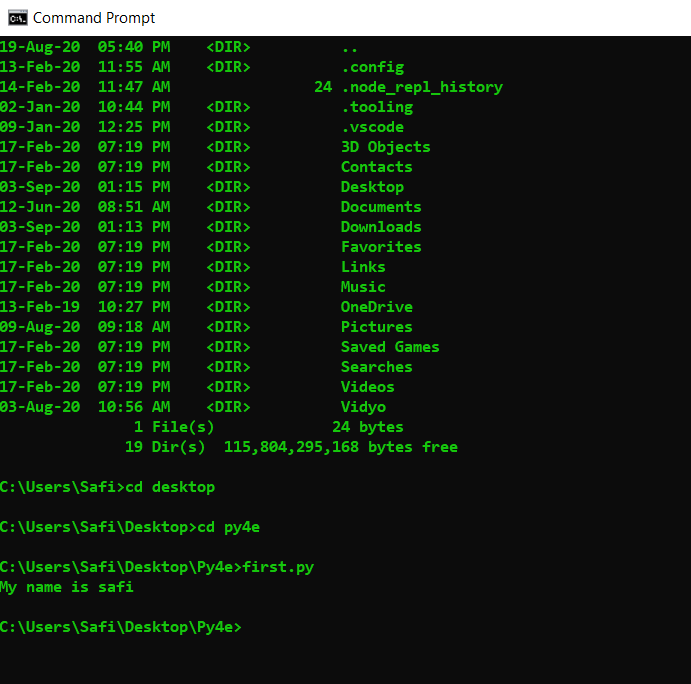 Command Prompt
19-Aug-20  05:40 PM    <DIR>          ..
13-Feb-20  11:55 AM    <DIR>          .config
14-Feb-20  11:47 AM                24 .node_repl_history
02-Jan-20  10:44 PM    <DIR>          .tooling
09-Jan-20  12:25 PM    <DIR>          .vscode
17-Feb-20  07:19 PM    <DIR>          3D Objects
17-Feb-20  07:19 PM    <DIR>          Contacts
03-Sep-20  01:15 PM    <DIR>          Desktop
12-Jun-20  08:51 AM    <DIR>          Documents
03-Sep-20  01:13 PM    <DIR>          Downloads
17-Feb-20  07:19 PM    <DIR>          Favorites
17-Feb-20  07:19 PM    <DIR>          Links
17-Feb-20  07:19 PM    <DIR>          Music
13-Feb-19  10:27 PM    <DIR>          OneDrive
09-Aug-20  09:18 AM    <DIR>          Pictures
17-Feb-20  07:19 PM    <DIR>          Saved Games
17-Feb-20  07:19 PM    <DIR>          Searches
17-Feb-20  07:19 PM    <DIR>          Videos
03-Aug-20  10:56 AM    <DIR>          Vidyo
               1 File(s)             24 bytes
              19 Dir(s)  115,804,295,168 bytes free
C:\Users\Safi>cd desktop
C:\Users\Safi\Desktop>cd py4e
C:\Users\Safi\Desktop\Py4e>first.py
My name is safi
C:\Users\Safi\Desktop\Py4e>